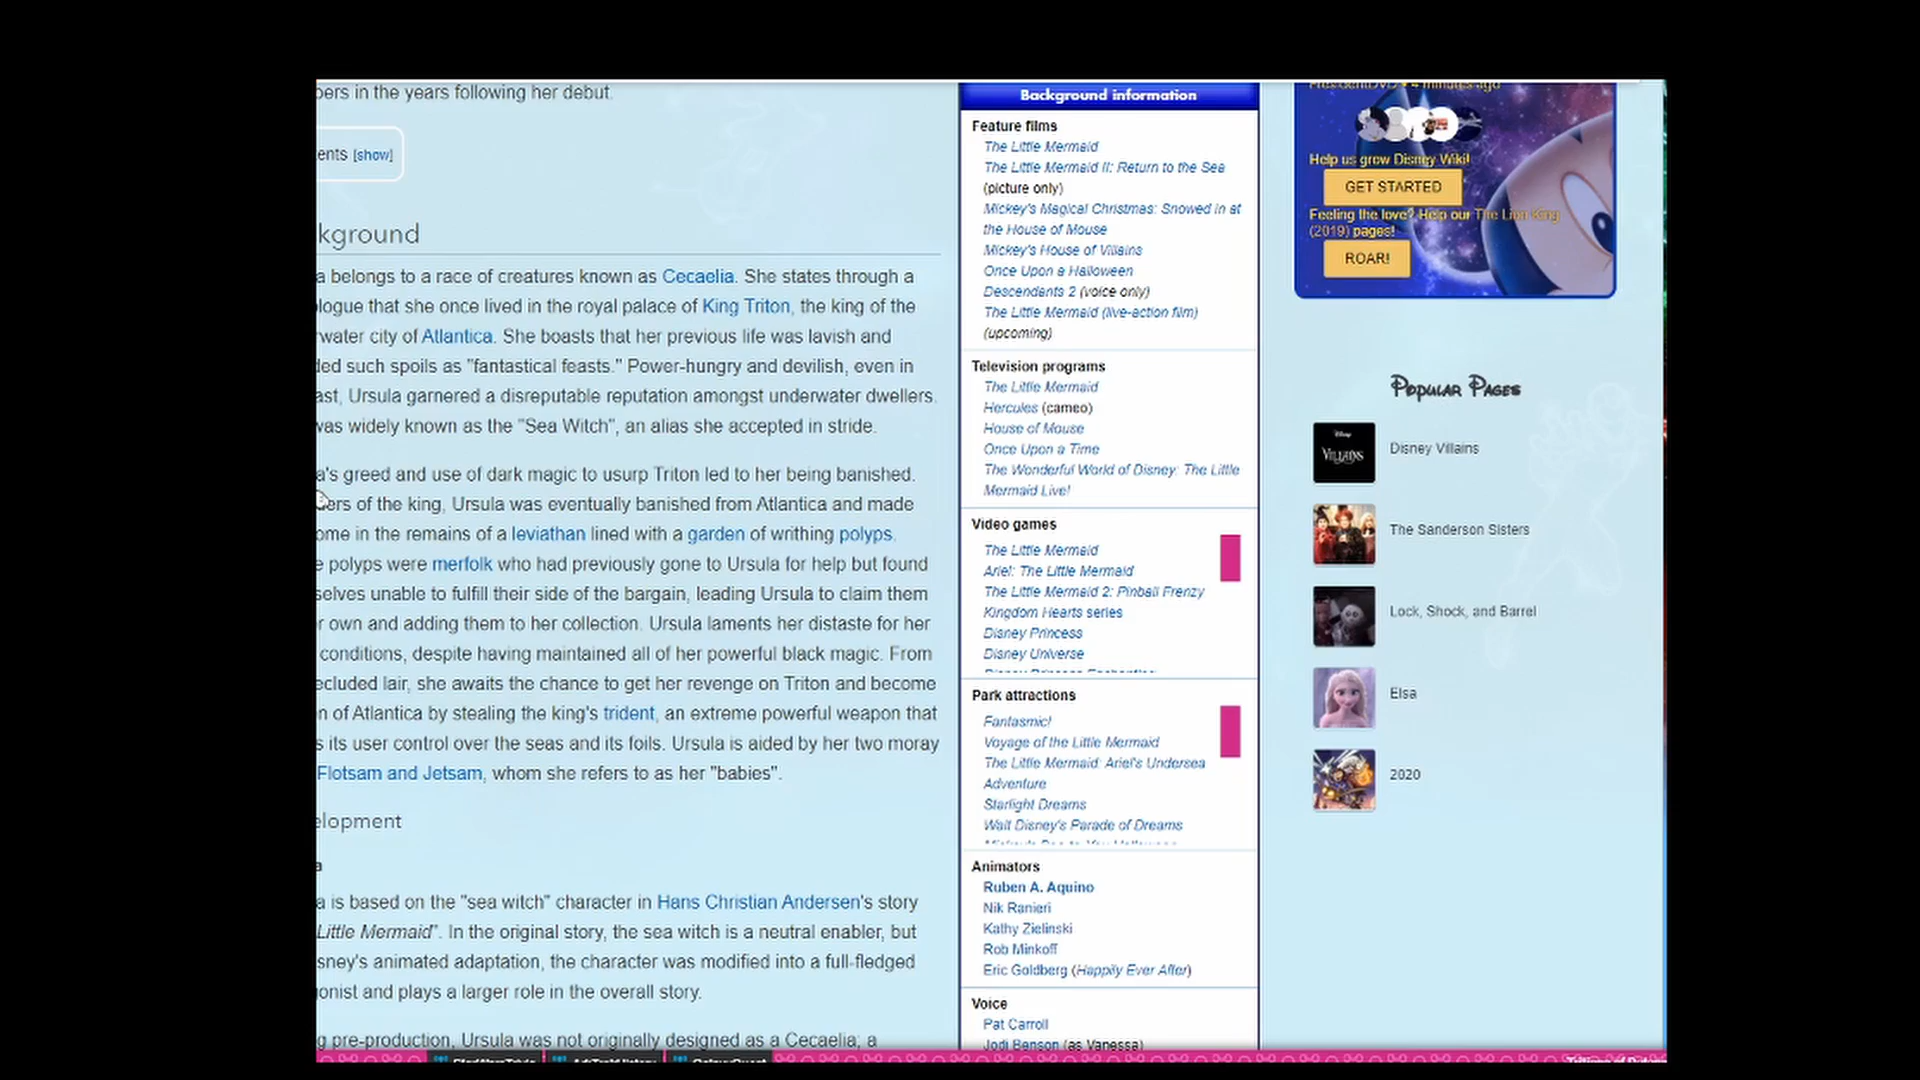 bers in the years following her debut.
ents [show]
kground
a belongs to a race of creatures known as Cecaelia. She states through a
logue that she once lived in the royal palace of King Triton, the king of the
rwater city of Atlantica. She boasts that her previous life was lavish and
ded such spoils as "fantastical feasts." Power-hungry and devilish, even in
ast, Ursula garnered a disreputable reputation amongst underwater dwellers.
was widely known as the "Sea Witch", an alias she accepted in stride.
a's greed and use of dark magic to usurp Triton led to her being banished.
ers of the king, Ursula was eventually banished from Atlantica and made
ome in the remains of a leviathan lined with a garden of writhing polyps.
e polyps were merfolk who had previously gone to Ursula for help but found
selves unable to fulfill their side of the bargain, leading Ursula to claim them
r own and adding them to her collection. Ursula laments her distaste for her
conditions, despite having maintained all of her powerful black magic. From
ecluded lair, she awaits the chance to get her revenge on Triton and become
n of Atlantica by stealing the king's trident, an extreme powerful weapon that
s its user control over the seas and its foils. Ursula is aided by her two moray
Flotsam and Jetsam, whom she refers to as her "babies".
elopment
a
a is based on the "sea witch" character in Hans Christian Andersen's story
Little Mermaid". In the original story, the sea witch is a neutral enabler, but
sney's animated adaptation, the character was modified into a full-fledged
onist and plays a larger role in the overall story.
g pre-production, Ursula was not originally designed as a Cecaelia; a
Background information
Feature films
The Little Mermaid
The Little Mermaid II: Return to the Sea
(picture only)
Mickey's Magical Christmas: Snowed in at
the House of Mouse
Mickey's House of Villains
Once Upon a Halloween
Descendants 2 (voice only)
The Little Mermaid (live-action film)
(upcoming)
Television programs
The Little Mermaid
Hercules (cameo)
House of Mouse
Once Upon a Time
The Wonderful World of Disney: The Little
Mermaid Live!
Video games
The Little Mermaid
Ariel: The Little Mermaid
The Little Mermaid 2: Pinball Frenzy
Kingdom Hearts series
Disney Princess
Disney Universe
Park attractions
Fantasmic!
Voyage of the Little Mermaid
The Little Mermaid: Ariel's Undersea
Adventure
Starlight Dreams
Walt Disney's Parade of Dreams
Animators
Ruben A. Aquino
Nik Ranieri
Kathy Zielinski
Rob Minkoff
Eric Goldberg (Happily Ever After)
Voice
Pat Carroll
Jodi Benson (as Vanessa)
4 minutes ago
Help us grow Disney Wiki!
GET STARTED
Feeling the love? Help our The Lion King
(2019) pages!
ROAR!
Popular Pages
Disney VILLAINS
Disney Villains
The Sanderson Sisters
Lock, Shock, and Barrel
Elsa
2020